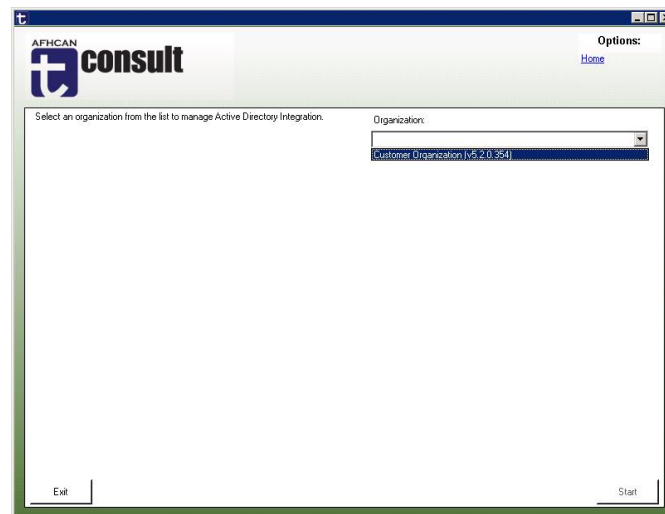 t
Options:
AFHCAN
t consult
Home
Select an organization from the list to manage Active Directory Integration.
Organization:
Customer Organization (v5.2.0.354)
Exit
Start